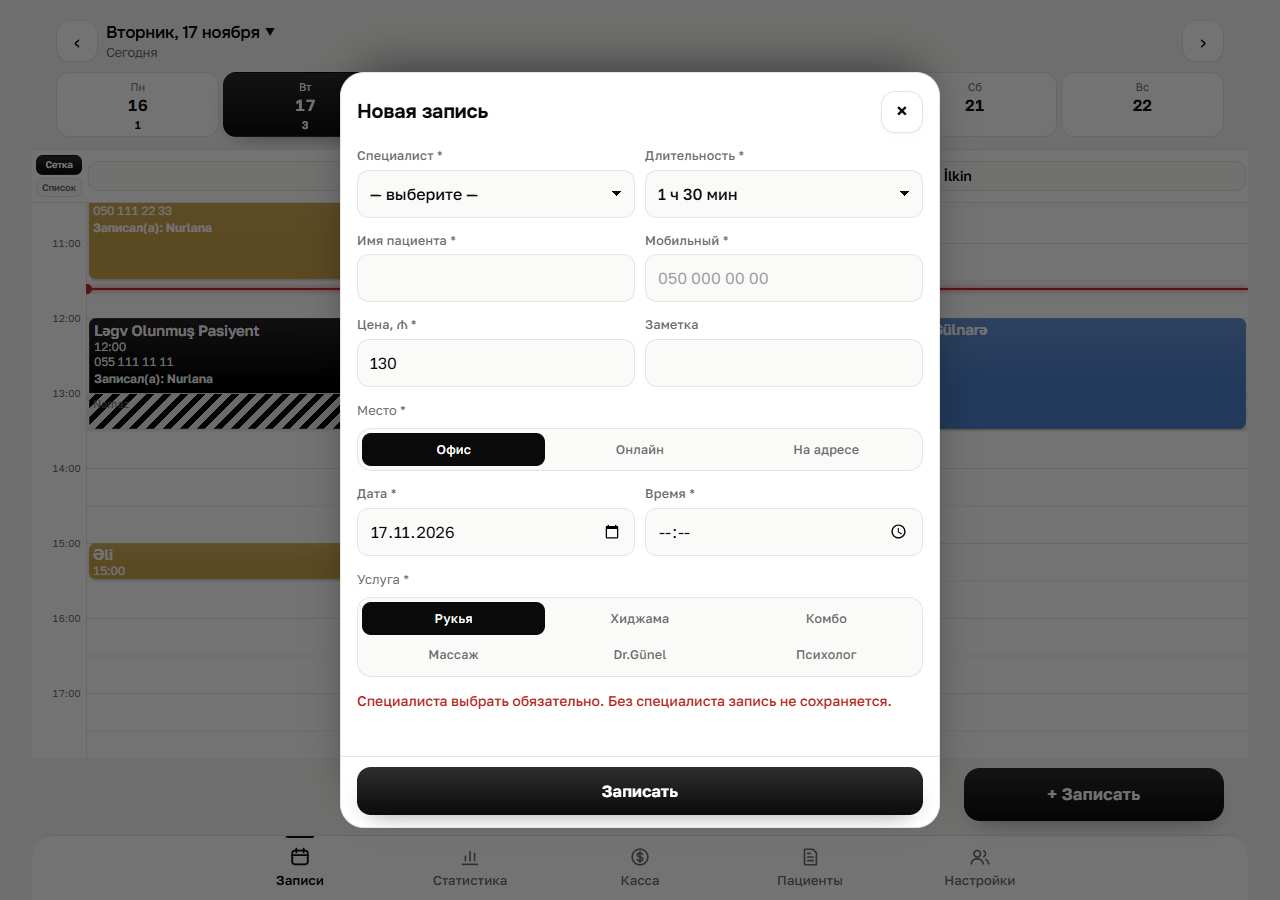 ‹
Вторник, 17 ноября ▼
Сегодня
›
Пн
16
1
Вт
17
3
Сб
21
Вс
22
Сетка
Список
İlkin
11:00
12:00
13:00
14:00
15:00
16:00
17:00
050 111 22 33
Записал(а): Nurlana
Ləgv Olunmuş Pasiyent
12:00
055 111 11 11
Записал(а): Nurlana
Əli
15:00
Gülnarə
Новая запись
×
Специалист *
Длительность *
— выберите —
1 ч 30 мин
Имя пациента *
Мобильный *
050 000 00 00
Цена, ₼ *
Заметка
130
Место *
Офис
Онлайн
На адресе
Дата *
Время *
17.11.2026
--:--
Услуга *
Рукья
Хиджама
Комбо
Массаж
Dr.Günel
Психолог
Специалиста выбрать обязательно. Без специалиста запись не сохраняется.
Записать
+ Записать
Записи
Статистика
Касса
Пациенты
Настройки